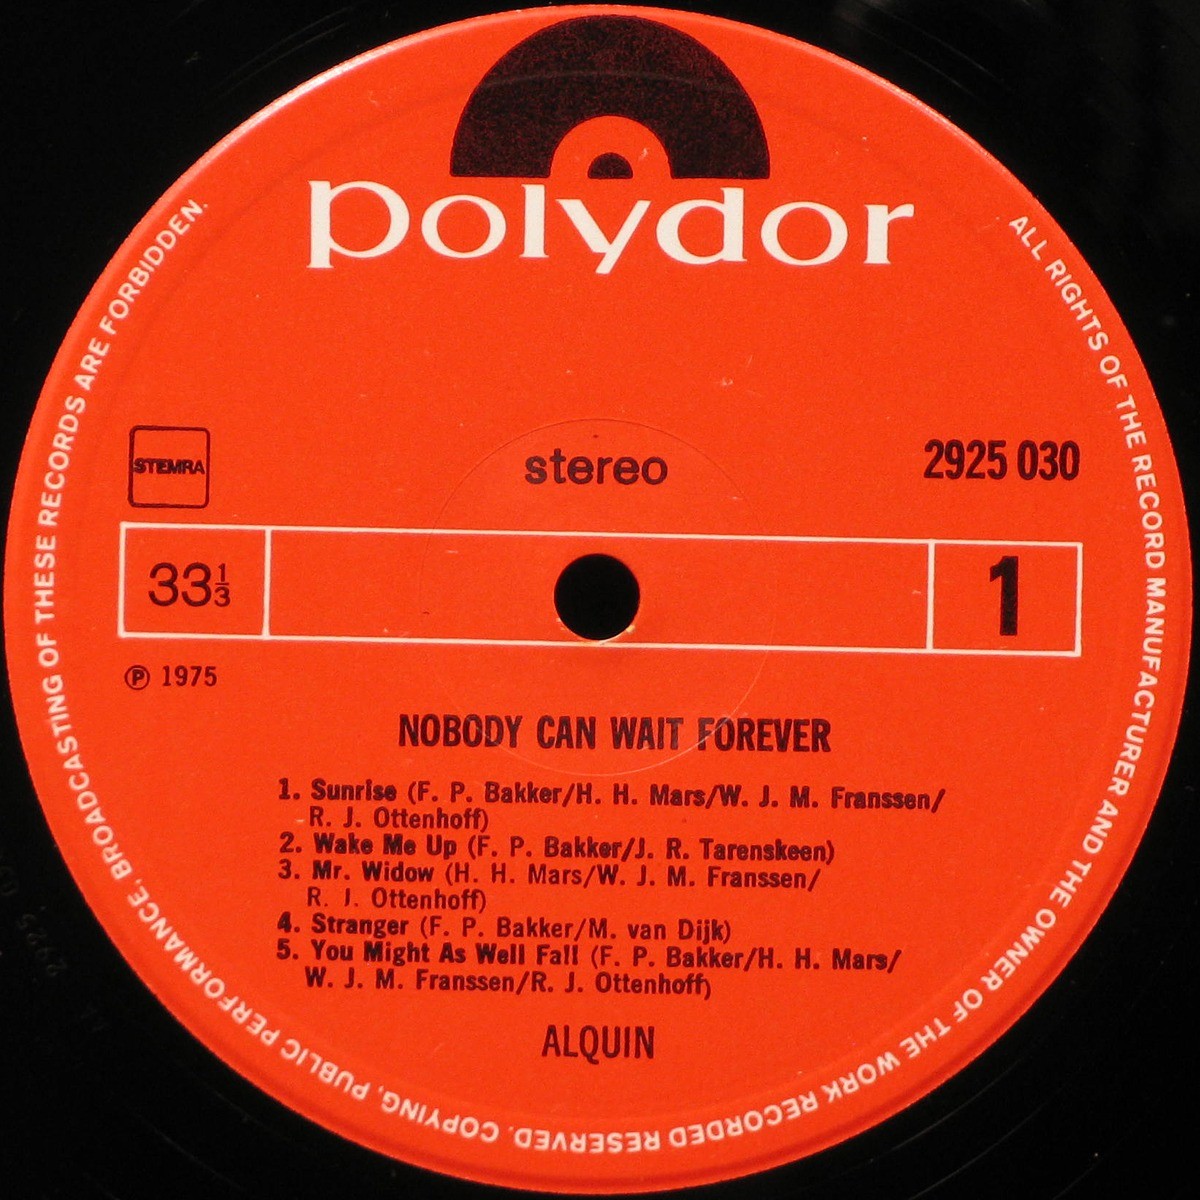 polydor
ALL RIGHTS OF THE RECORD MANUFACTURER AND THE OWNER OF THE WORK RECORDED RESERVED. COPYING, PUBLIC PERFORMANCE, BROADCASTING OF THESE RECORDS ARE FORBIDDEN.
STEMRA
stereo
2925 030
33 1/3
1
℗ 1975
NOBODY CAN WAIT FOREVER
1. Sunrise (F. P. Bakker/H. H. Mars/W. J. M. Franssen/
R. J. Ottenhoff)
2. Wake Me Up (F. P. Bakker/J. R. Tarenskeen)
3. Mr. Widow (H. H. Mars/W. J. M. Franssen/
R. J. Ottenhoff)
4. Stranger (F. P. Bakker/M. van Dijk)
5. You Might As Well Fall (F. P. Bakker/H. H. Mars/
W. J. M. Franssen/R. J. Ottenhoff)
ALQUIN